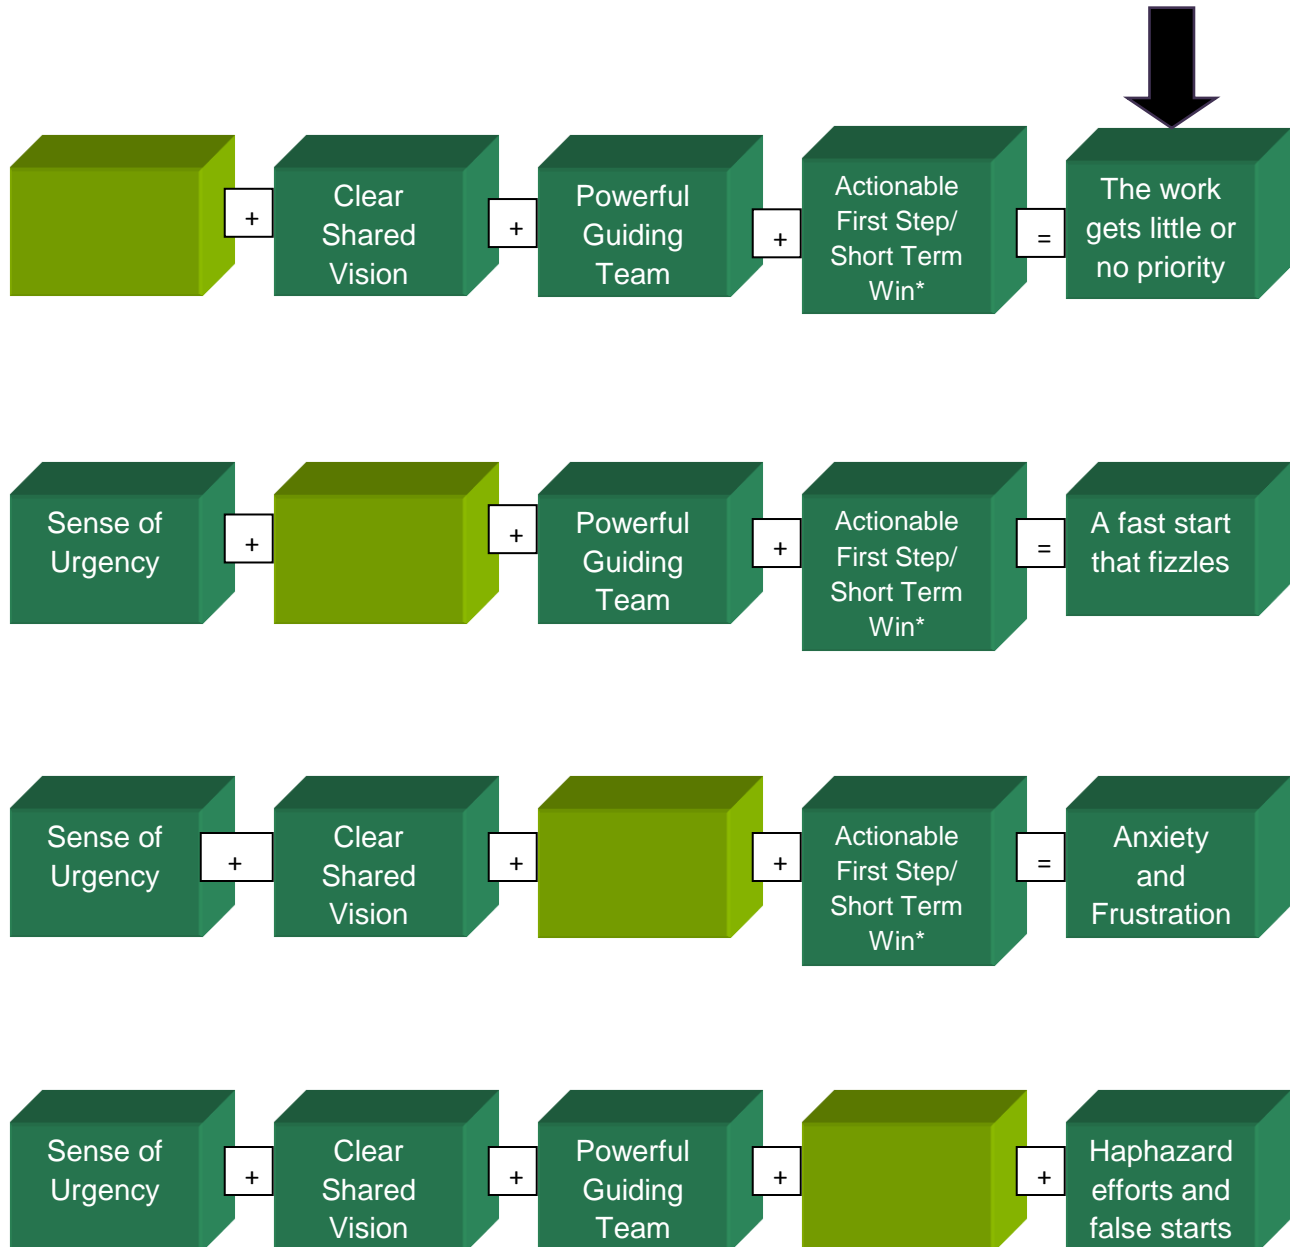 +
Clear
Shared
Vision
+
Powerful
Guiding
Team
+
Actionable
First Step/
Short Term
Win*
=
The work
gets little or
no priority
Sense of
Urgency
+
+
Powerful
Guiding
Team
+
Actionable
First Step/
Short Term
Win*
=
A fast start
that fizzles
Sense of
Urgency
+
Clear
Shared
Vision
+
+
Actionable
First Step/
Short Term
Win*
=
Anxiety
and
Frustration
Sense of
Urgency
+
Clear
Shared
Vision
+
Powerful
Guiding
Team
+
+
Haphazard
efforts and
false starts